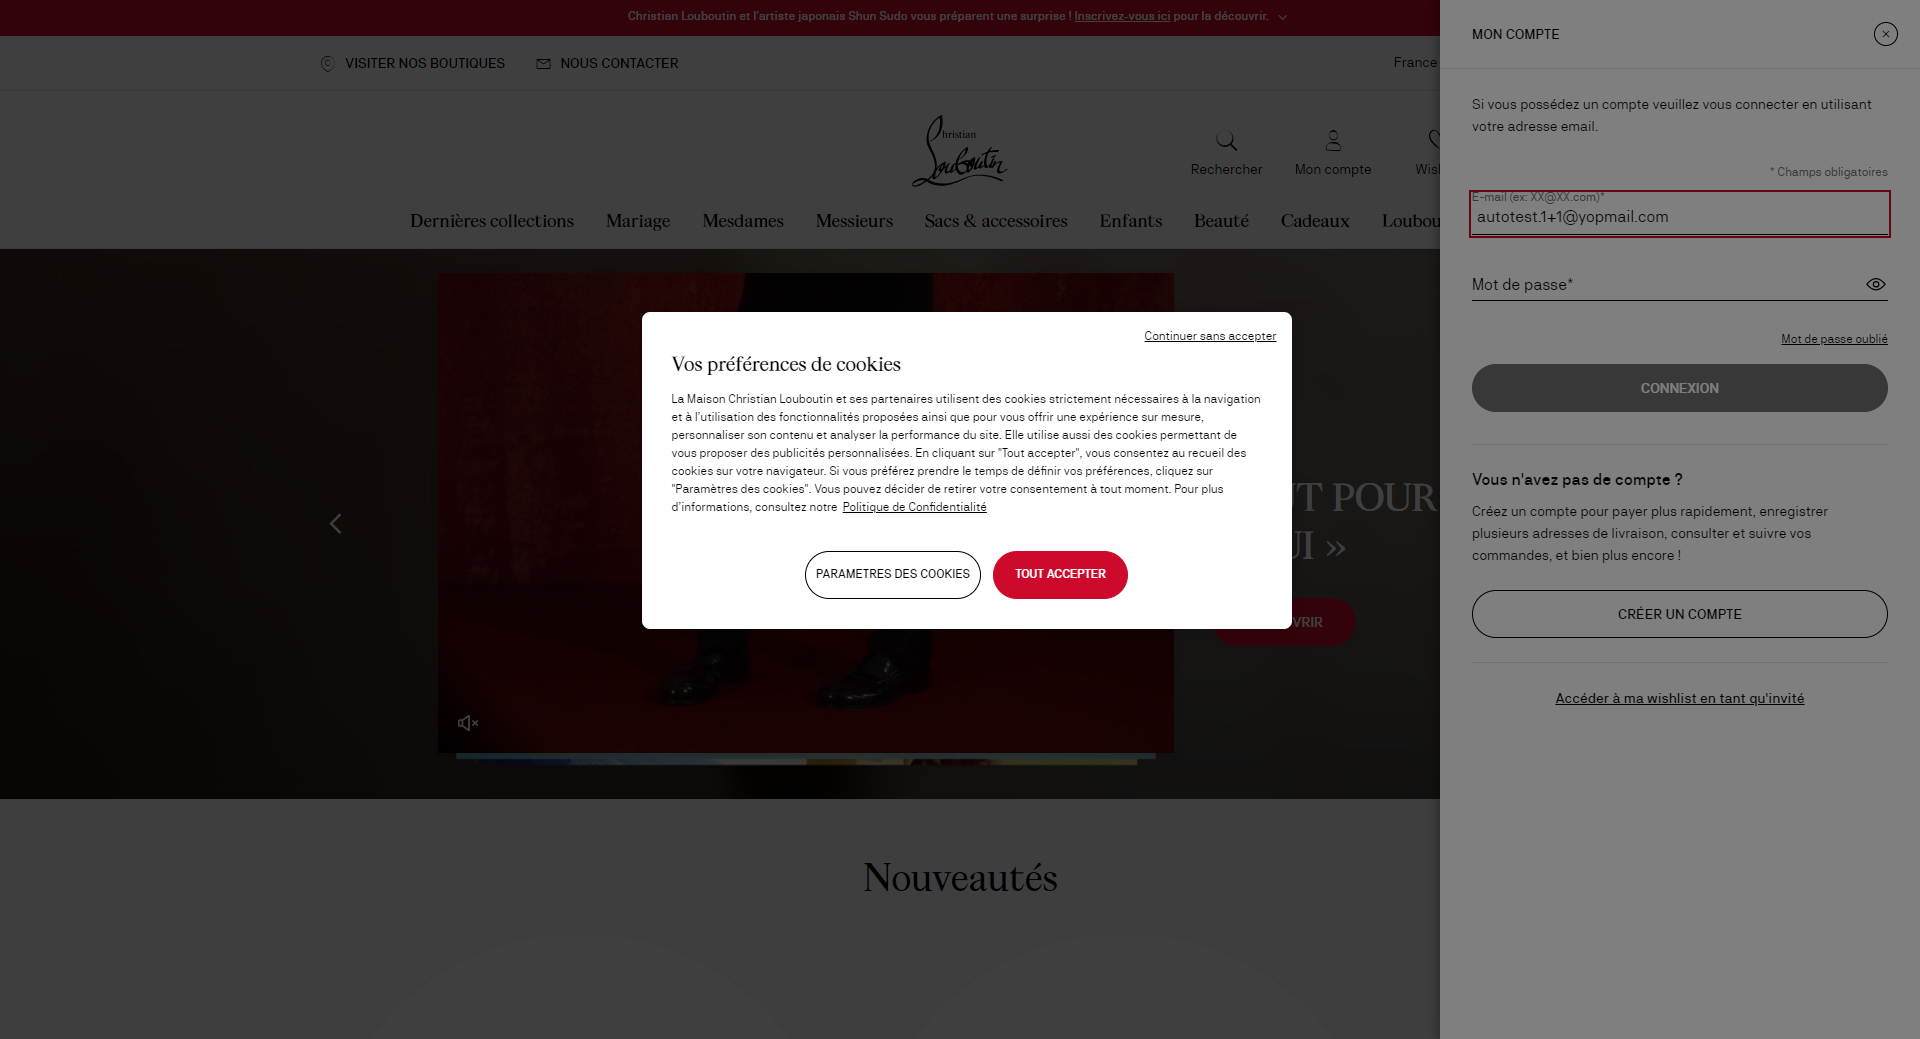 Christian Louboutin et l'artiste japonais Shun Sudo vous préparent une surprise ! Inscrivez-vous ici pour la découvrir.
VISITER NOS BOUTIQUES
NOUS CONTACTER
France
Christian Louboutin
Rechercher
Mon compte
Dernières collections
Mariage
Mesdames
Messieurs
Sacs & accessoires
Enfants
Beauté
Cadeaux
POUR
»
Continuer sans accepter
Vos préférences de cookies
La Maison Christian Louboutin et ses partenaires utilisent des cookies strictement nécessaires à la navigation
et à l'utilisation des fonctionnalités proposées ainsi que pour vous offrir une expérience sur mesure,
personnaliser son contenu et analyser la performance du site. Elle utilise aussi des cookies permettant de
vous proposer des publicités personnalisées. En cliquant sur "Tout accepter", vous consentez au recueil des
cookies sur votre navigateur. Si vous préférez prendre le temps de définir vos préférences, cliquez sur
"Paramètres des cookies". Vous pouvez décider de retirer votre consentement à tout moment. Pour plus
d'informations, consultez notre Politique de Confidentialité
PARAMETRES DES COOKIES
TOUT ACCEPTER
Nouveautés
MON COMPTE
Si vous possédez un compte veuillez vous connecter en utilisant
votre adresse email.
* Champs obligatoires
E-mail (ex: XX@XX.com)*
autotest.1+1@yopmail.com
Mot de passe*
Mot de passe oublié
CONNEXION
Vous n'avez pas de compte ?
Créez un compte pour payer plus rapidement, enregistrer
plusieurs adresses de livraison, consulter et suivre vos
commandes, et bien plus encore !
CRÉER UN COMPTE
Accéder à ma wishlist en tant qu'invité